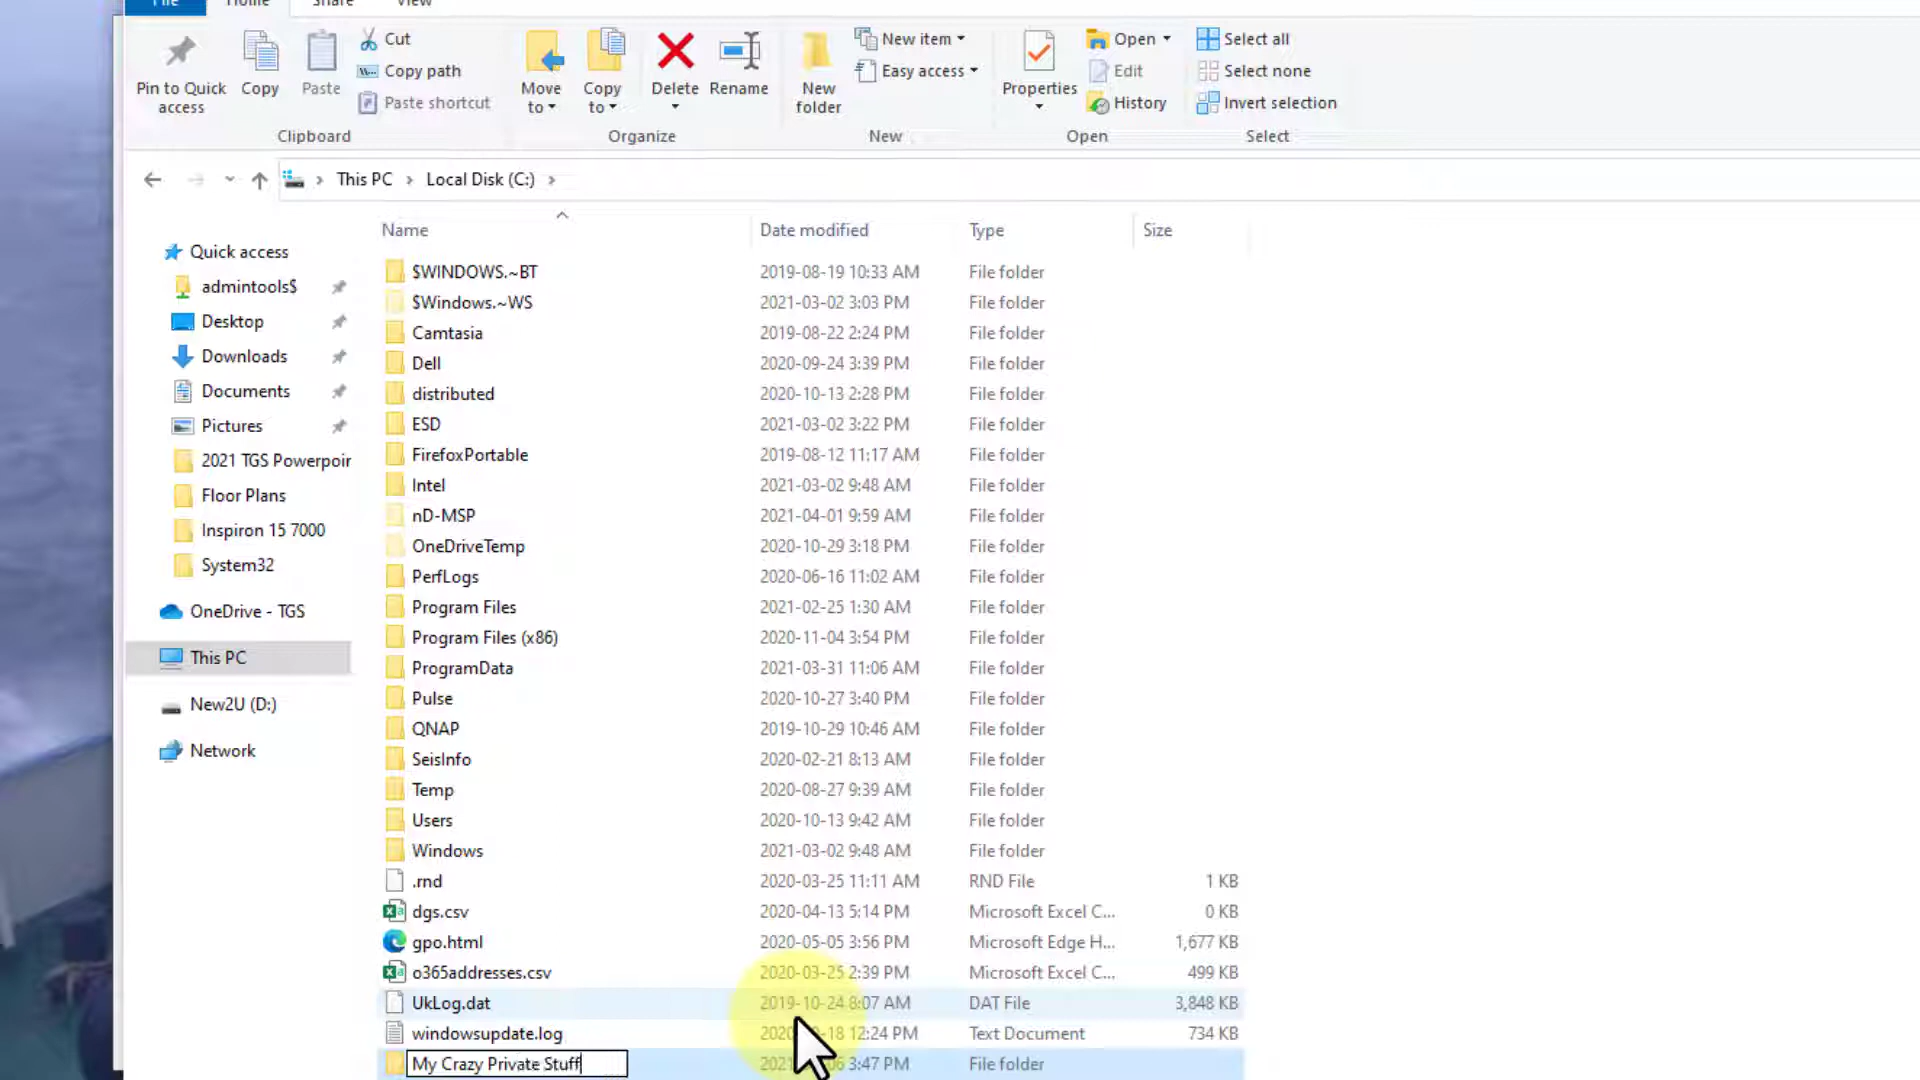 File Home Share View
Pin to Quick access
Copy
Paste
Cut
Copy path
Paste shortcut
Clipboard
Move to
Copy to
Delete
Rename
Organize
New folder
New item
Easy access
New
Properties
Open
Edit
History
Open
Select all
Select none
Invert selection
Select
This PC > Local Disk (C:) >
Name Date modified Type Size
Quick access
admintools$
Desktop
Downloads
Documents
Pictures
2021 TGS Powerpoir
Floor Plans
Inspiron 15 7000
System32
OneDrive - TGS
This PC
New2U (D:)
Network
$WINDOWS.~BT 2019-08-19 10:33 AM File folder
$Windows.~WS 2021-03-02 3:03 PM File folder
Camtasia 2019-08-22 2:24 PM File folder
Dell 2020-09-24 3:39 PM File folder
distributed 2020-10-13 2:28 PM File folder
ESD 2021-03-02 3:22 PM File folder
FirefoxPortable 2019-08-12 11:17 AM File folder
Intel 2021-03-02 9:48 AM File folder
nD-MSP 2021-04-01 9:59 AM File folder
OneDriveTemp 2020-10-29 3:18 PM File folder
PerfLogs 2020-06-16 11:02 AM File folder
Program Files 2021-02-25 1:30 AM File folder
Program Files (x86) 2020-11-04 3:54 PM File folder
ProgramData 2021-03-31 11:06 AM File folder
Pulse 2020-10-27 3:40 PM File folder
QNAP 2019-10-29 10:46 AM File folder
SeisInfo 2020-02-21 8:13 AM File folder
Temp 2020-08-27 9:39 AM File folder
Users 2020-10-13 9:42 AM File folder
Windows 2021-03-02 9:48 AM File folder
.rnd 2020-03-25 11:11 AM RND File 1 KB
dgs.csv 2020-04-13 5:14 PM Microsoft Excel C... 0 KB
gpo.html 2020-05-05 3:56 PM Microsoft Edge H... 1,677 KB
o365addresses.csv 2020-03-25 2:39 PM Microsoft Excel C... 499 KB
UkLog.dat 2019-10-24 8:07 AM DAT File 3,848 KB
windowsupdate.log 12:24 PM Text Document 734 KB
My Crazy Private Stuff 3:47 PM File folder